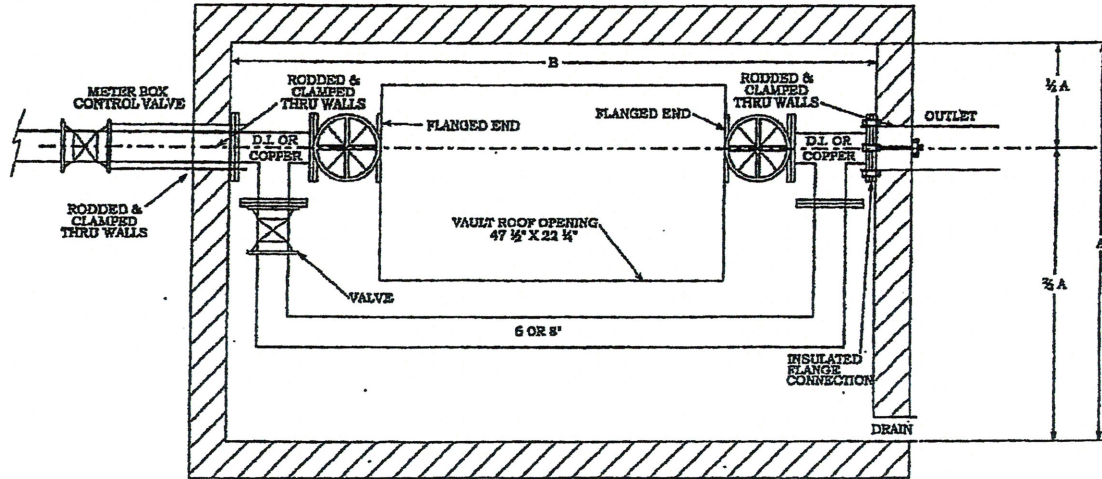 B
½ A
METER BOX
CONTROL VALVE
RODDED &
CLAMPED
THRU WALLS
FLANGED END
FLANGED END
RODDED &
CLAMPED
THRU WALLS
OUTLET
D.I. OR
COPPER
D.I. OR
COPPER
RODDED &
CLAMPED
THRU WALLS
VAULT ROOF OPENING
47 ½" X 22 ¼"
A
VALVE
6 OR 8"
INSULATED
FLANGE
CONNECTION
DRAIN